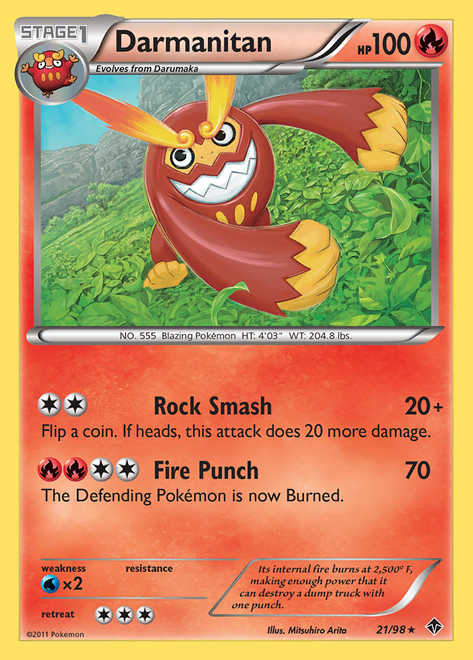 STAGE1
Darmanitan
HP100
Evolves from Darumaka
NO. 555 Blazing Pokémon HT: 4'03" WT: 204.8 lbs.
Rock Smash 20+
Flip a coin. If heads, this attack does 20 more damage.
Fire Punch 70
The Defending Pokémon is now Burned.
weakness resistance
×2
retreat
Its internal fire burns at 2,500° F,
making enough power that it
can destroy a dump truck with
one punch.
©2011 Pokémon Illus. Mitsuhiro Arita 21/98 ★